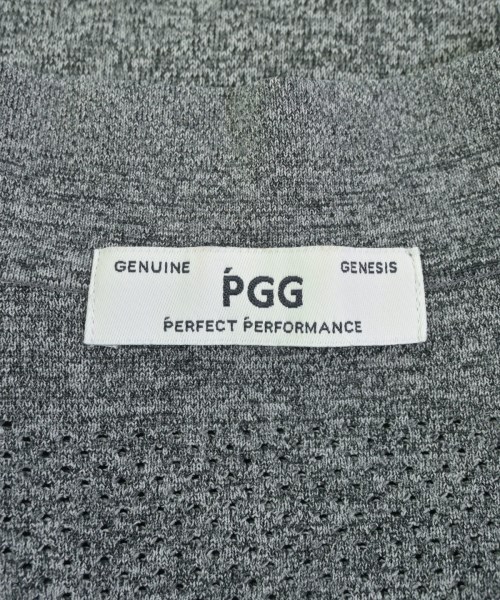 GENUINE GENESIS
ṔGG
ṔERFECT ṔERFORMANCE